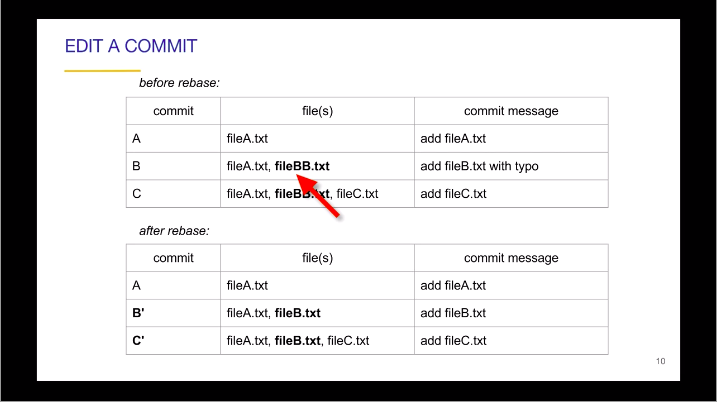 EDIT A COMMIT
before rebase:
commit file(s) commit message
A fileA.txt add fileA.txt
B fileA.txt, fileBB.txt add fileB.txt with typo
C fileA.txt, fileBB.txt, fileC.txt add fileC.txt
after rebase:
commit file(s) commit message
A fileA.txt add fileA.txt
B' fileA.txt, fileB.txt add fileB.txt
C' fileA.txt, fileB.txt, fileC.txt add fileC.txt
10